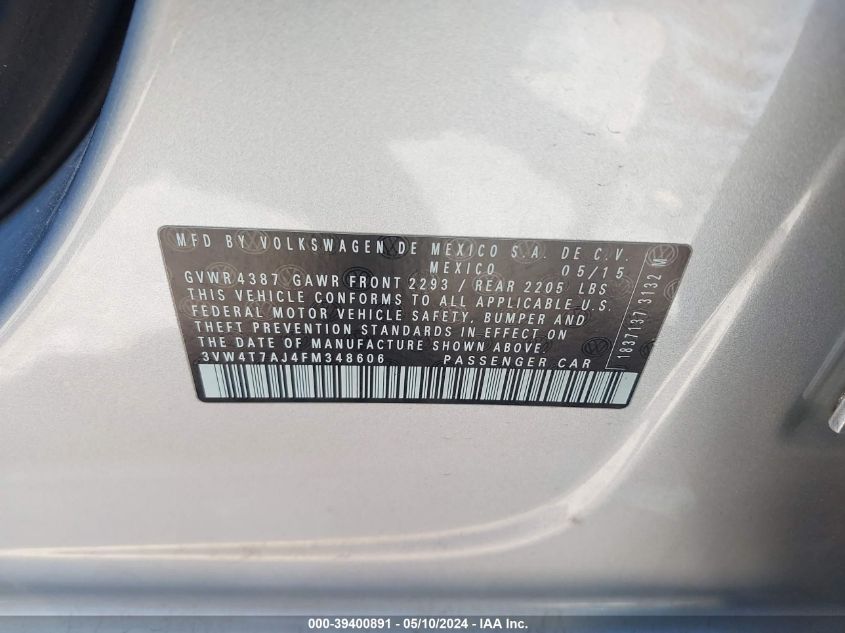 MFD BY VOLKSWAGEN DE MEXICO S.A. DE C.V.
MEXICO 05/15
GVWR 4387 GAWR FRONT 2293 / REAR 2205 LBS
THIS VEHICLE CONFORMS TO ALL APPLICABLE U.S.
FEDERAL MOTOR VEHICLE SAFETY, BUMPER AND
THEFT PREVENTION STANDARDS IN EFFECT ON
THE DATE OF MANUFACTURE SHOWN ABOVE.
3VW4T7AJ4FM348606 PASSENGER CAR
1837137 3132 M
000-39400891 - 05/10/2024 - IAA Inc.